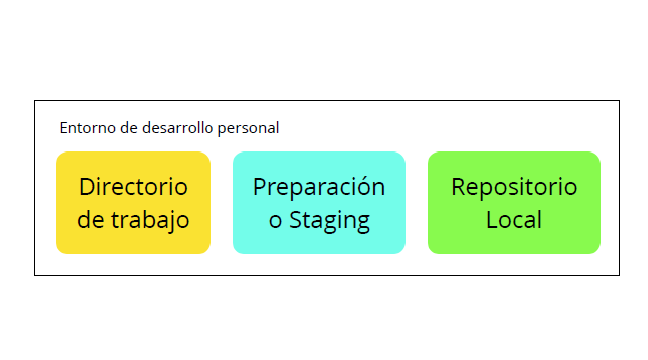 Entorno de desarrollo personal
Directorio
de trabajo
Preparación
o Staging
Repositorio
Local